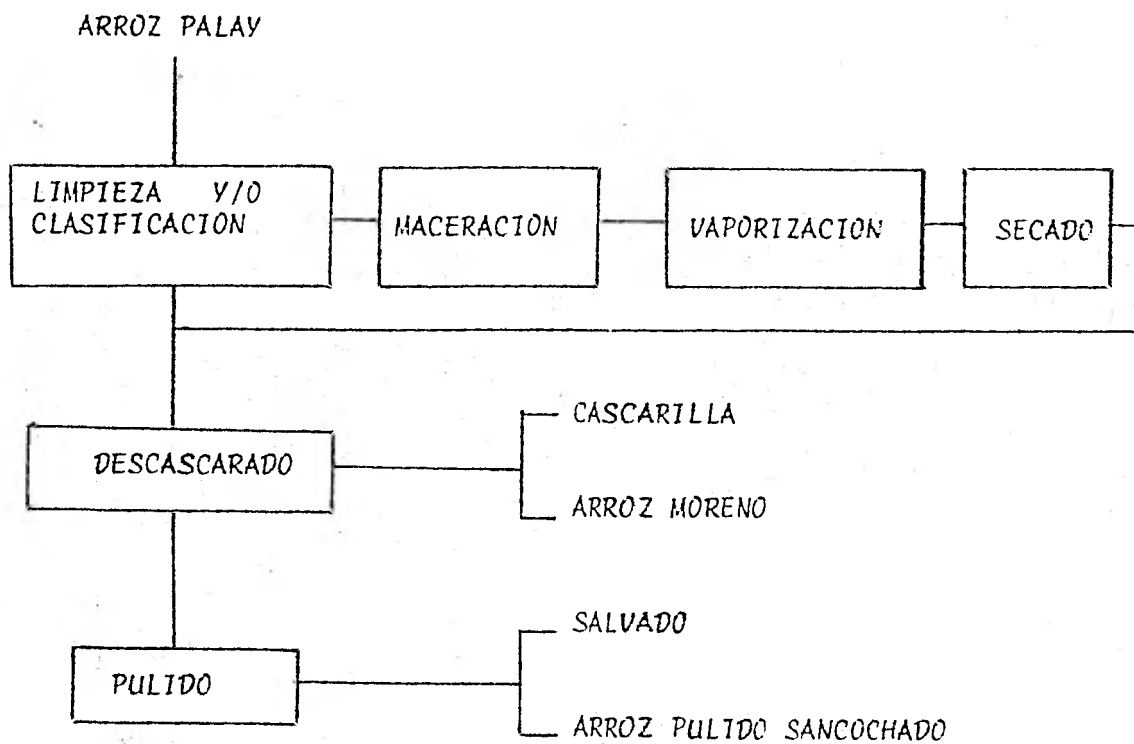 ARROZ PALAY
LIMPIEZA Y/O
CLASIFICACION
MACERACION
VAPORIZACION
SECADO
CASCARILLA
DESCASCARADO
ARROZ MORENO
SALVADO
PULIDO
ARROZ PULIDO SANCOCHADO